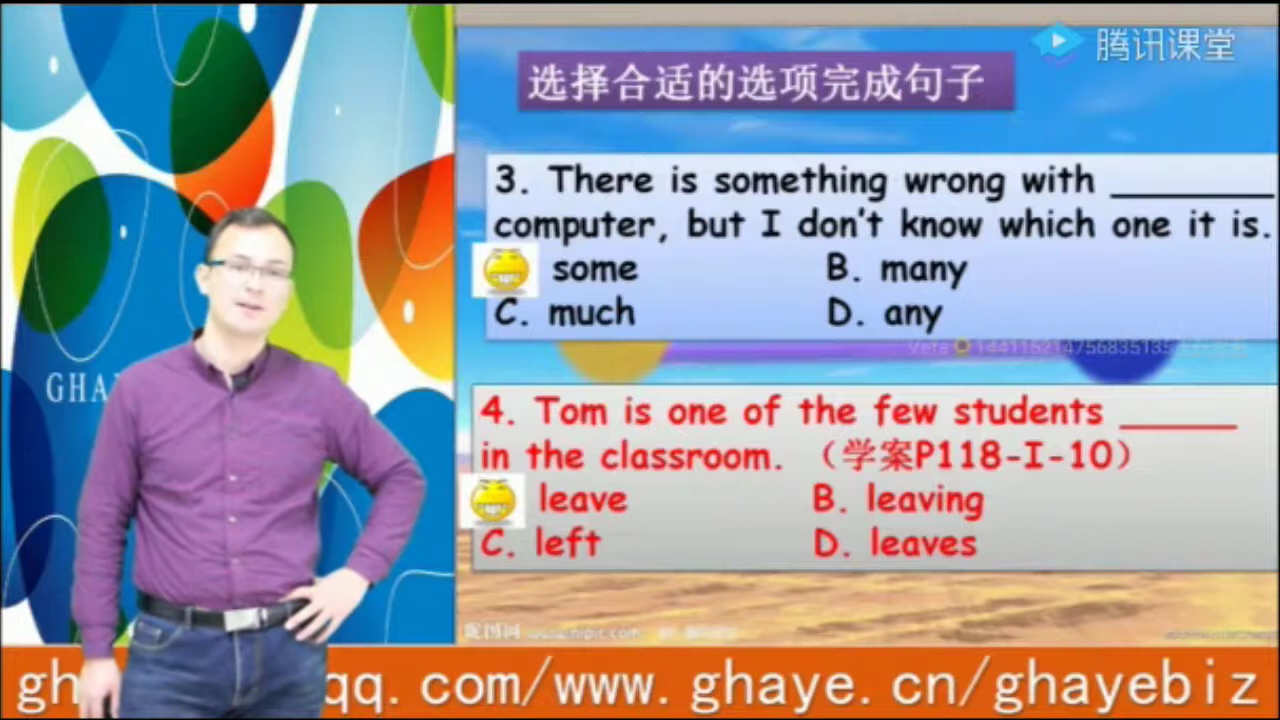 腾讯课堂
选择合适的选项完成句子
3. There is something wrong with ________
computer, but I don't know which one it is.
some B. many
C. much D. any
4. Tom is one of the few students ______
in the classroom. （学案P118-I-10）
leave B. leaving
C. left D. leaves
GHA
gh qq. com/www. ghaye. cn/ghayebiz